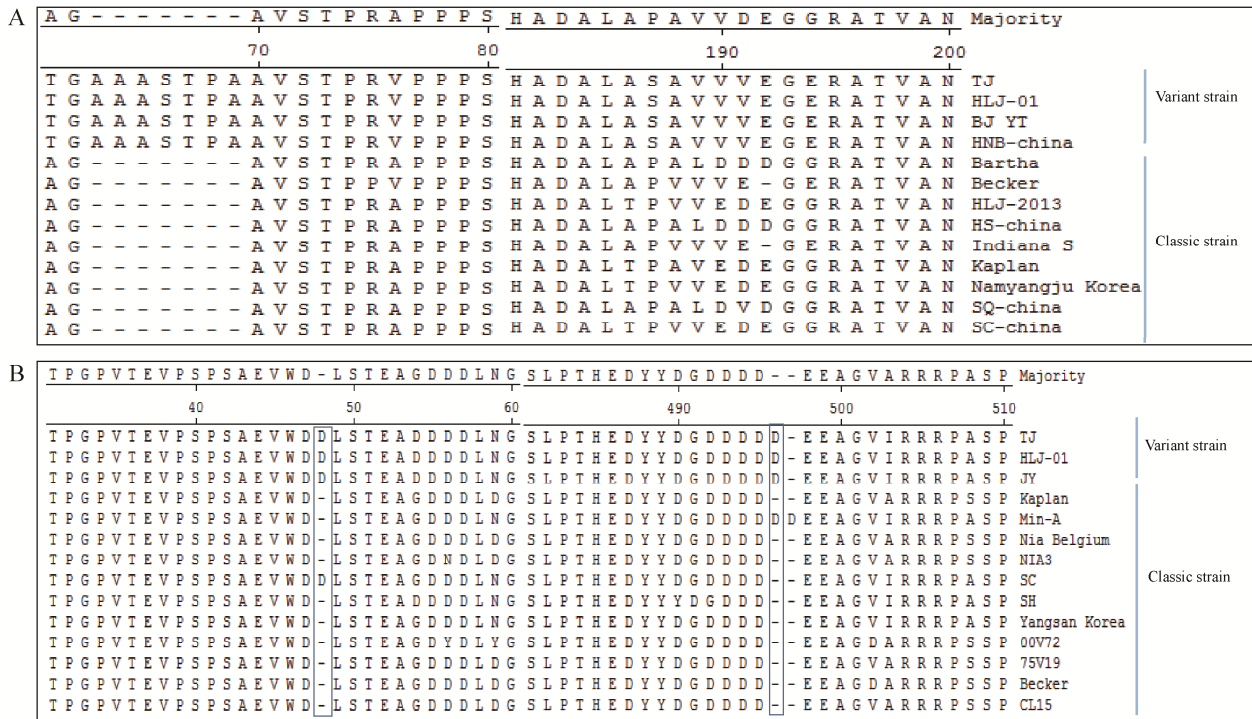 A
A G - - - - - - - A V S T P R A P P P S H A D A L A P A V V D E G G R A T V A N Majority
70 80 190 200
T G A A A S T P A A V S T P R V P P P S H A D A L A S A V V V E G E R A T V A N TJ
T G A A A S T P A A V S T P R V P P P S H A D A L A S A V V V E G E R A T V A N HLJ-01
Variant strain
T G A A A S T P A A V S T P R V P P P S H A D A L A S A V V V E G E R A T V A N BJ YT
T G A A A S T P A A V S T P R V P P P S H A D A L A S A V V V E G E R A T V A N HNB-china
A G - - - - - - - A V S T P R A P P P S H A D A L A P A L D D D G G R A T V A N Bartha
A G - - - - - - - A V S T P P V P P P S H A D A L A P V V V E - G E R A T V A N Becker
A G - - - - - - - A V S T P R A P P P S H A D A L T P V V E D E G G R A T V A N HLJ-2013
A G - - - - - - - A V S T P R A P P P S H A D A L A P A L D D D G G R A T V A N HS-china
A G - - - - - - - A V S T P R A P P P S H A D A L A P V V V E - G E R A T V A N Indiana S
Classic strain
A G - - - - - - - A V S T P R A P P P S H A D A L T P A V E D E G G R A T V A N Kaplan
A G - - - - - - - A V S T P R A P P P S H A D A L T P V V E D E G G R A T V A N Namyangju Korea
A G - - - - - - - A V S T P R A P P P S H A D A L A P A L D V D G G R A T V A N SQ-china
A G - - - - - - - A V S T P R A P P P S H A D A L T P V V E D E G G R A T V A N SC-china
B
T P G P V T E V P S P S A E V W D - L S T E A G D D D L N G S L P T H E D Y Y D G D D D D - - E E A G V A R R R P A S P Majority
40 50 60 490 500 510
T P G P V T E V P S P S A E V W D D L S T E A D D D D L N G S L P T H E D Y Y D G D D D D D - E E A G V I R R R P A S P TJ
T P G P V T E V P S P S A E V W D D L S T E A D D D D L N G S L P T H E D Y Y D G D D D D D - E E A G V I R R R P A S P HLJ-01
Variant strain
T P G P V T E V P S P S A E V W D D L S T E A G D D D L N G S L P T H E D Y Y D G D D D D D - E E A G V I R R R P A S P JY
T P G P V T E V P S P S A E V W D - L S T E A G D D D L D G S L P T H E D Y Y D G D D D D - - E E A G V A R R R P S S P Kaplan
T P G P V T E V P S P S A E V W D - L S T E A G D D D L N G S L P T H E D Y Y D G D D D D D D E E A G V I R R R P A S P Min-A
T P G P V T E V P S P S A E V W D - L S T E A G D D D L D G S L P T H E D Y Y D G D D D D - - E E A G V A R R R P S S P Nia Belgium
T P G P V T E V P S P S A E V W D - L S T E A G D N D L D G S L P T H E D Y Y D G D D D D - - E E A G V A R R R P S S P NIA3
T P G P V T E V P S P S A E V W D D L S T E A G D D D L N G S L P T H E D Y Y D G D D D D - - E E A G V I R R R P A S P SC
Classic strain
T P G P V T E V P S P S A E V W D - L S T E A D D D D L N G S L P T H E D Y Y Y D G D D D - - E E A G V I R R R P A S P SH
T P G P V T E V P S P S A E V W D - L S T E A G D D D L N G S L P T H E D Y Y D G D D D D - - E E A G V I R R R P A S P Yangsan Korea
T P G P V T E V P S P S A E V W D - L S T E A G D Y D L Y G S L P T H E D Y Y D G D D D D - - E E A G D A R R R P S S P 00V72
T P G P V T E V P S P S A E V W D - L S T E A G D D D L D G S L P T H E D Y Y D G D D D D - - E E A G V A R R R P S S P 75V19
T P G P V T E V P S P S A E V W D - L S T E A G D D D L D G S L P T H E D Y Y D G D D D D - - E E A G D A R R R P S S P Becker
T P G P V T E V P S P S A E V W D - L S T E A G D D D L D G S L P T H E D Y Y D G D D D D - - E E A G V A R R R P S S P CL15